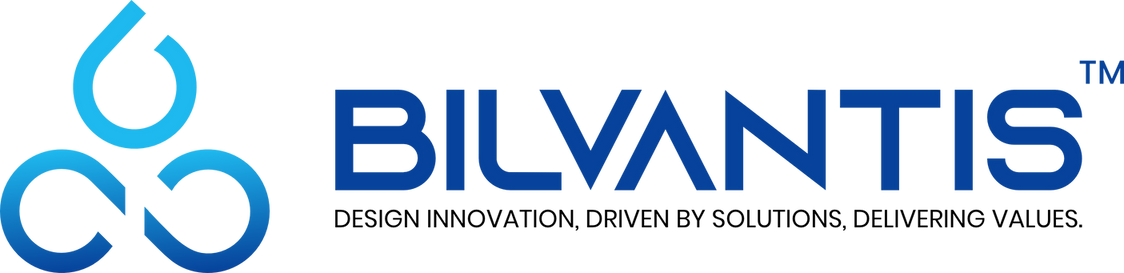 BILVANTIS™
DESIGN INNOVATION, DRIVEN BY SOLUTIONS, DELIVERING VALUES.